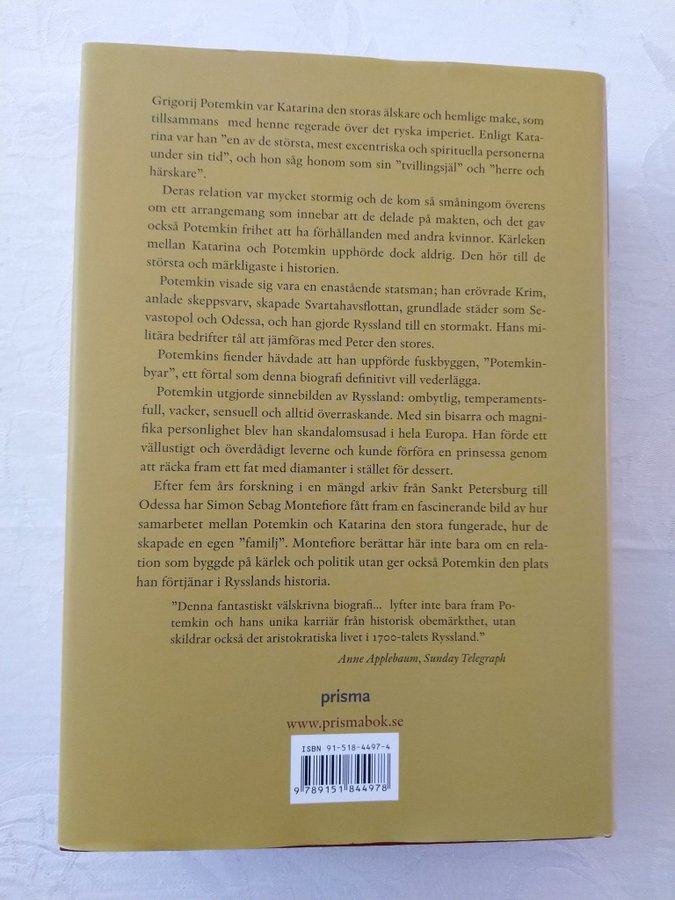 Grigorij Potemkin var Katarina den storas älskare och hemlige make, som
tillsammans med henne regerade över det ryska imperiet. Enligt Kata-
rina var han ”en av de största, mest excentriska och spirituella personerna
under sin tid”, och hon såg honom som sin ”tvillingsjäl” och ”herre och
härskare”.
Deras relation var mycket stormig och de kom så småningom överens
om ett arrangemang som innebar att de delade på makten, och det gav
också Potemkin frihet att ha förhållanden med andra kvinnor. Kärleken
mellan Katarina och Potemkin upphörde dock aldrig. Den hör till de
största och märkligaste i historien.
Potemkin visade sig vara en enastående statsman; han erövrade Krim,
anlade skeppsvarv, skapade Svartahavsflottan, grundlade städer som Se-
vastopol och Odessa, och han gjorde Ryssland till en stormakt. Hans mi-
litära bedrifter tål att jämföras med Peter den stores.
Potemkins fiender hävdade att han uppförde fuskbyggen, ”Potemkin-
byar”, ett förtal som denna biografi definitivt vill vederlägga.
Potemkin utgjorde sinnebilden av Ryssland: ombytlig, temperaments-
full, vacker, sensuell och alltid överraskande. Med sin bisarra och magni-
fika personlighet blev han skandalomsusad i hela Europa. Han förde ett
vällustigt och överdådigt leverne och kunde förföra en prinsessa genom
att räcka fram ett fat med diamanter i stället för dessert.
Efter fem års forskning i en mängd arkiv från Sankt Petersburg till
Odessa har Simon Sebag Montefiore fått fram en fascinerande bild av hur
samarbetet mellan Potemkin och Katarina den stora fungerade, hur de
skapade en egen ”familj”. Montefiore berättar här inte bara om en rela-
tion som byggde på kärlek och politik utan ger också Potemkin den plats
han förtjänar i Rysslands historia.
”Denna fantastiskt välskrivna biografi... lyfter inte bara fram Po-
temkin och hans unika karriär från historisk obemärkthet, utan
skildrar också det aristokratiska livet i 1700-talets Ryssland.”
Anne Applebaum, Sunday Telegraph
prisma
www.prismabok.se
ISBN 91-518-4497-4
9 789151 844978